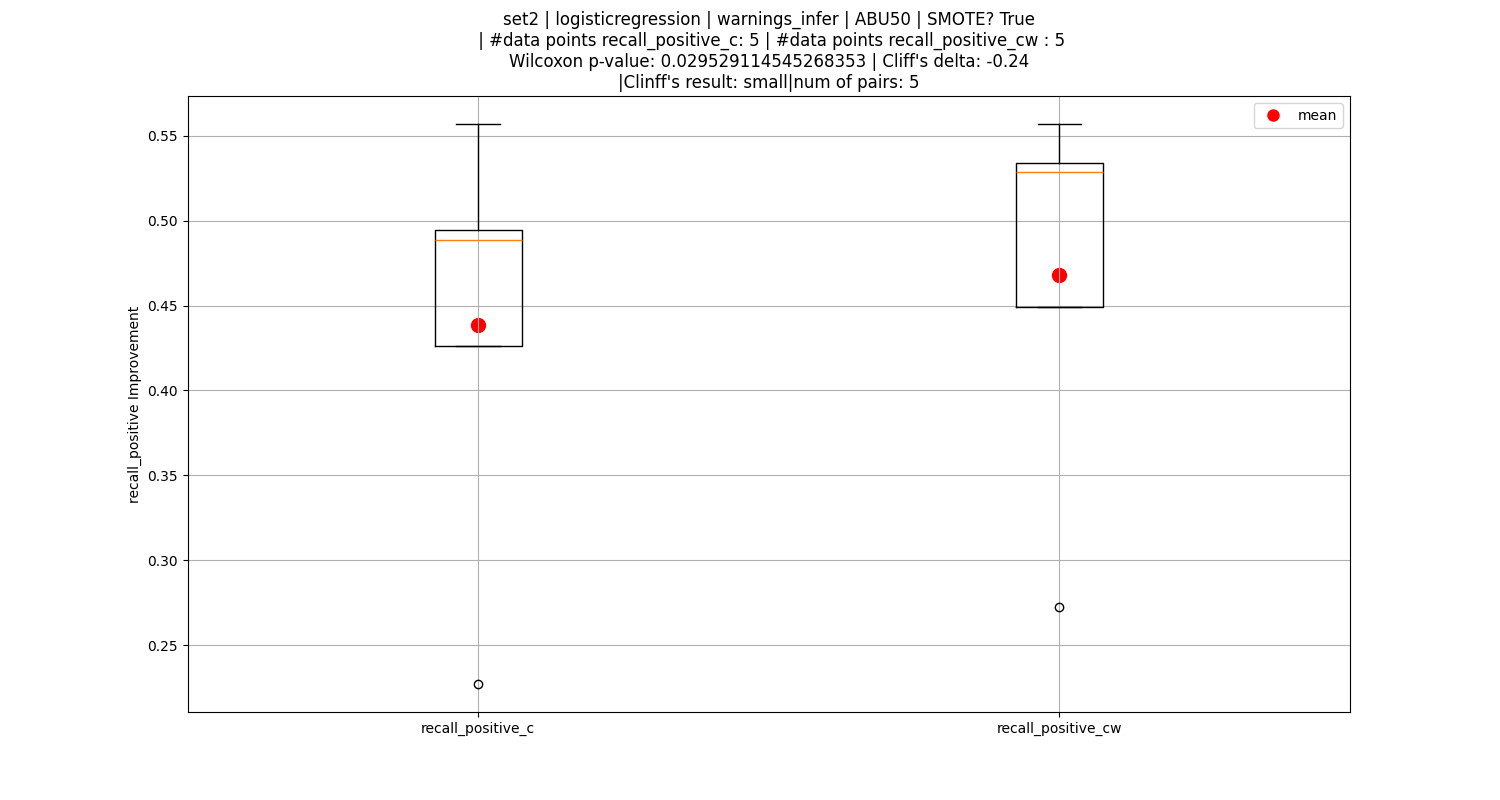 set2 | logisticregression | warnings_infer | ABU50 | SMOTE? True
| #data points recall_positive_c: 5 | #data points recall_positive_cw : 5
Wilcoxon p-value: 0.029529114545268353 | Cliff's delta: -0.24
|Clinff's result: small|num of pairs: 5
mean
recall_positive Improvement
0.55
0.50
0.45
0.40
0.35
0.30
0.25
recall_positive_c
recall_positive_cw